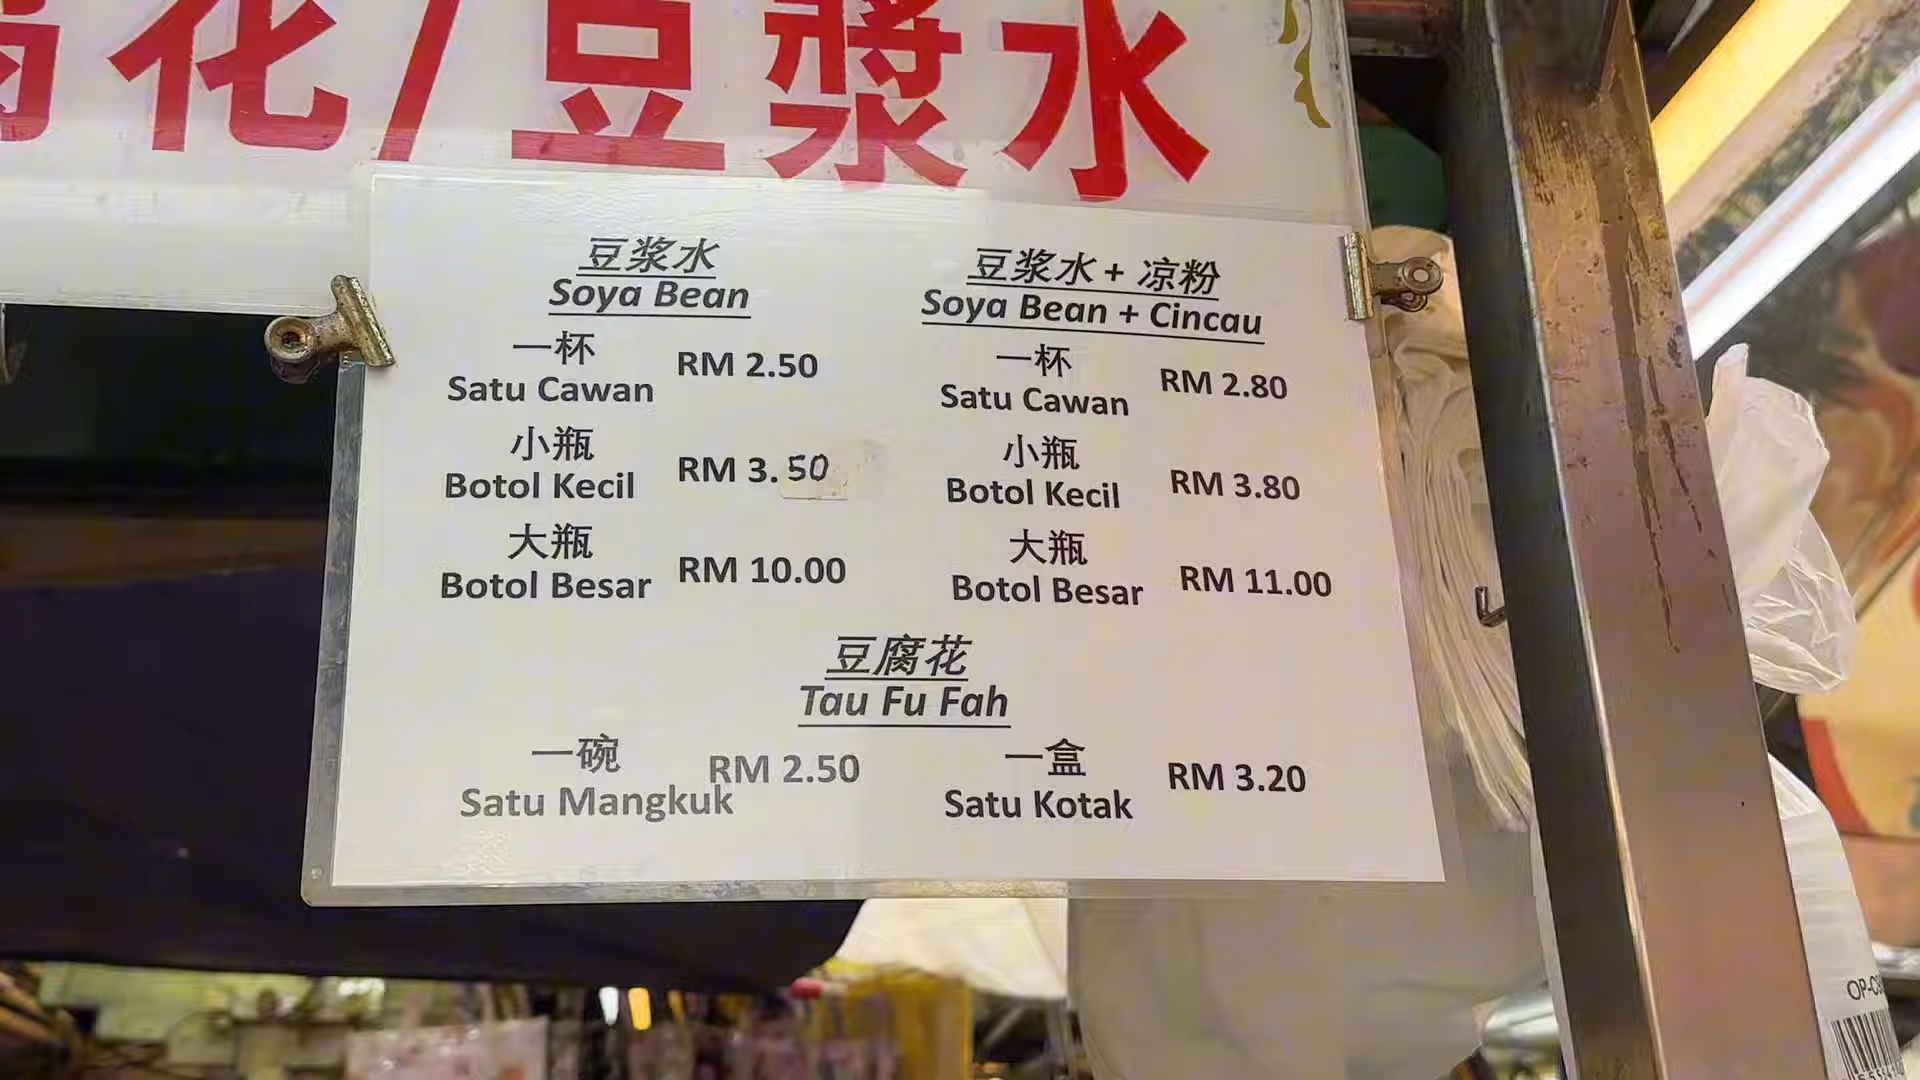 花/豆漿水
豆浆水
Soya Bean
一杯
Satu Cawan RM 2.50
小瓶
Botol Kecil RM 3.50
大瓶
Botol Besar RM 10.00
豆浆水 + 凉粉
Soya Bean + Cincau
一杯
Satu Cawan RM 2.80
小瓶
Botol Kecil RM 3.80
大瓶
Botol Besar RM 11.00
豆腐花
Tau Fu Fah
一碗
Satu Mangkuk RM 2.50
一盒
Satu Kotak RM 3.20